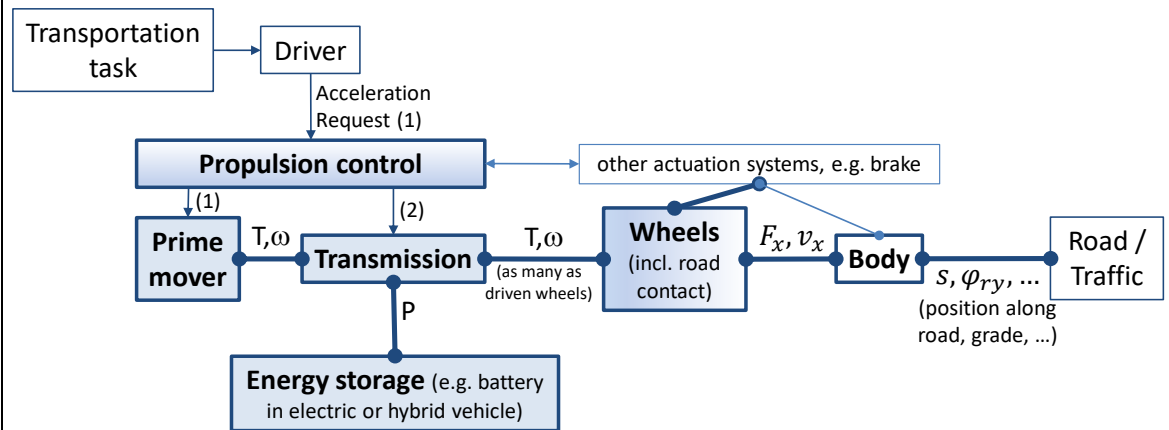 Transportation
task
Driver
Acceleration
Request (1)
Propulsion control
other actuation systems, e.g. brake
(1)
(2)
Prime
mover
T,ω
Transmission
T,ω
(as many as
driven wheels)
Wheels
(incl. road
contact)
Fₓ, vₓ
Body
s, φ_ry, ...
(position along
road, grade, ...)
Road /
Traffic
P
Energy storage (e.g. battery
in electric or hybrid vehicle)